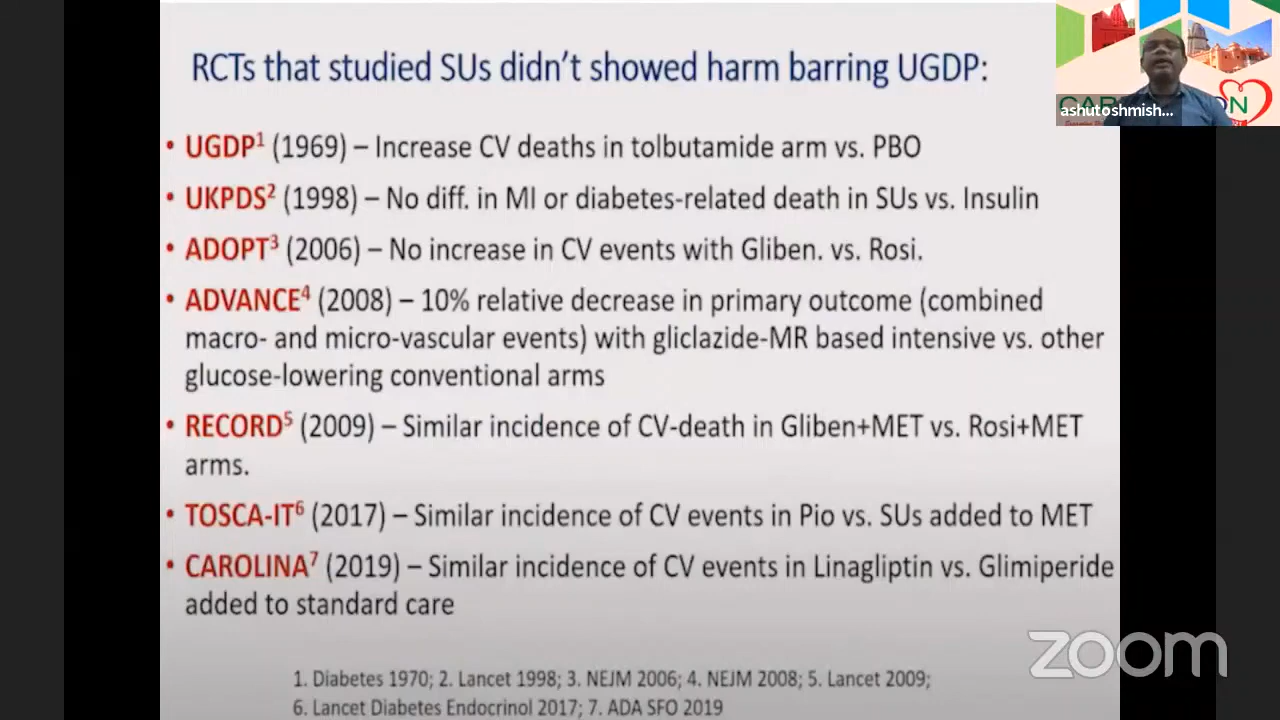 RCTs that studied SUs didn't showed harm barring UGDP:
• UGDP1 (1969) – Increase CV deaths in tolbutamide arm vs. PBO
• UKPDS2 (1998) – No diff. in MI or diabetes-related death in SUs vs. Insulin
• ADOPT3 (2006) – No increase in CV events with Gliben. vs. Rosi.
• ADVANCE4 (2008) – 10% relative decrease in primary outcome (combined
macro- and micro-vascular events) with gliclazide-MR based intensive vs. other
glucose-lowering conventional arms
• RECORD5 (2009) – Similar incidence of CV-death in Gliben+MET vs. Rosi+MET
arms.
• TOSCA-IT6 (2017) – Similar incidence of CV events in Pio vs. SUs added to MET
• CAROLINA7 (2019) – Similar incidence of CV events in Linagliptin vs. Glimiperide
added to standard care
1. Diabetes 1970; 2. Lancet 1998; 3. NEJM 2006; 4. NEJM 2008; 5. Lancet 2009;
6. Lancet Diabetes Endocrinol 2017; 7. ADA SFO 2019
ashutoshmish...
zoom